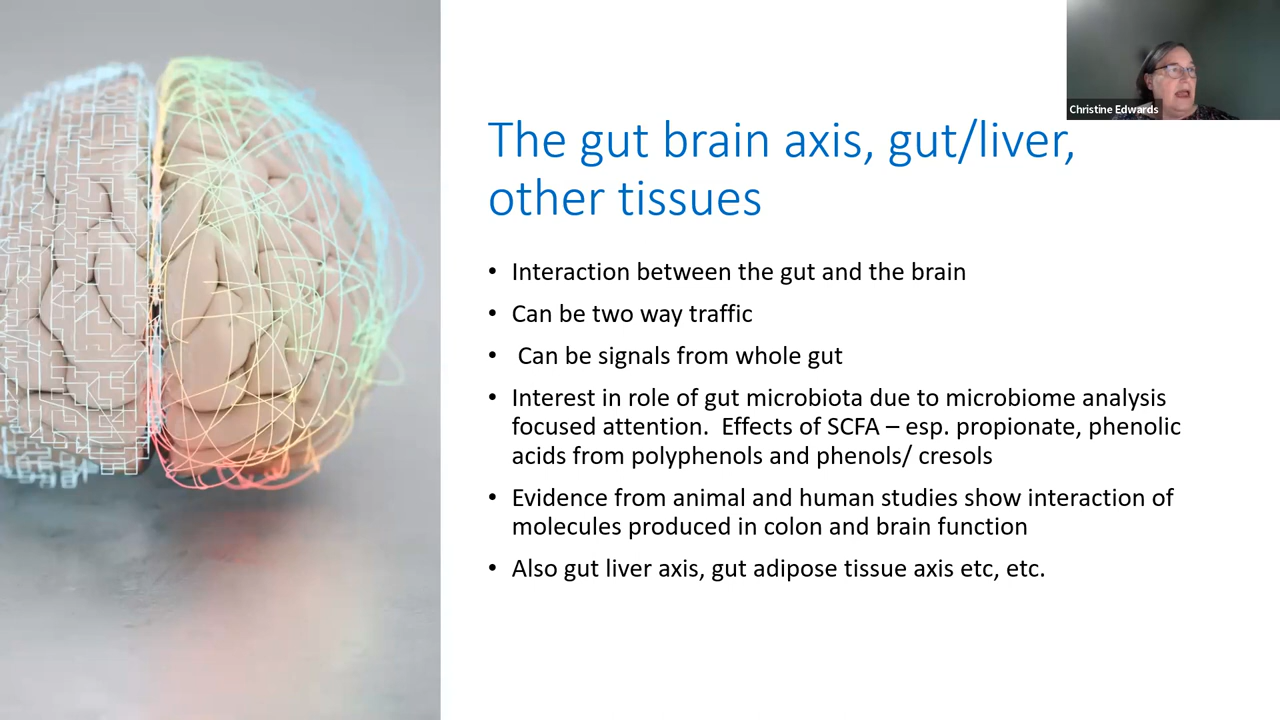 Christine Edwards
The gut brain axis, gut/liver,
other tissues
• Interaction between the gut and the brain
• Can be two way traffic
• Can be signals from whole gut
• Interest in role of gut microbiota due to microbiome analysis
focused attention.  Effects of SCFA – esp. propionate, phenolic
acids from polyphenols and phenols/ cresols
• Evidence from animal and human studies show interaction of
molecules produced in colon and brain function
• Also gut liver axis, gut adipose tissue axis etc, etc.